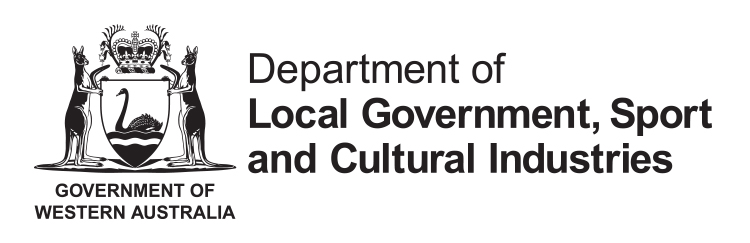 Department of
Local Government, Sport
and Cultural Industries
GOVERNMENT OF
WESTERN AUSTRALIA